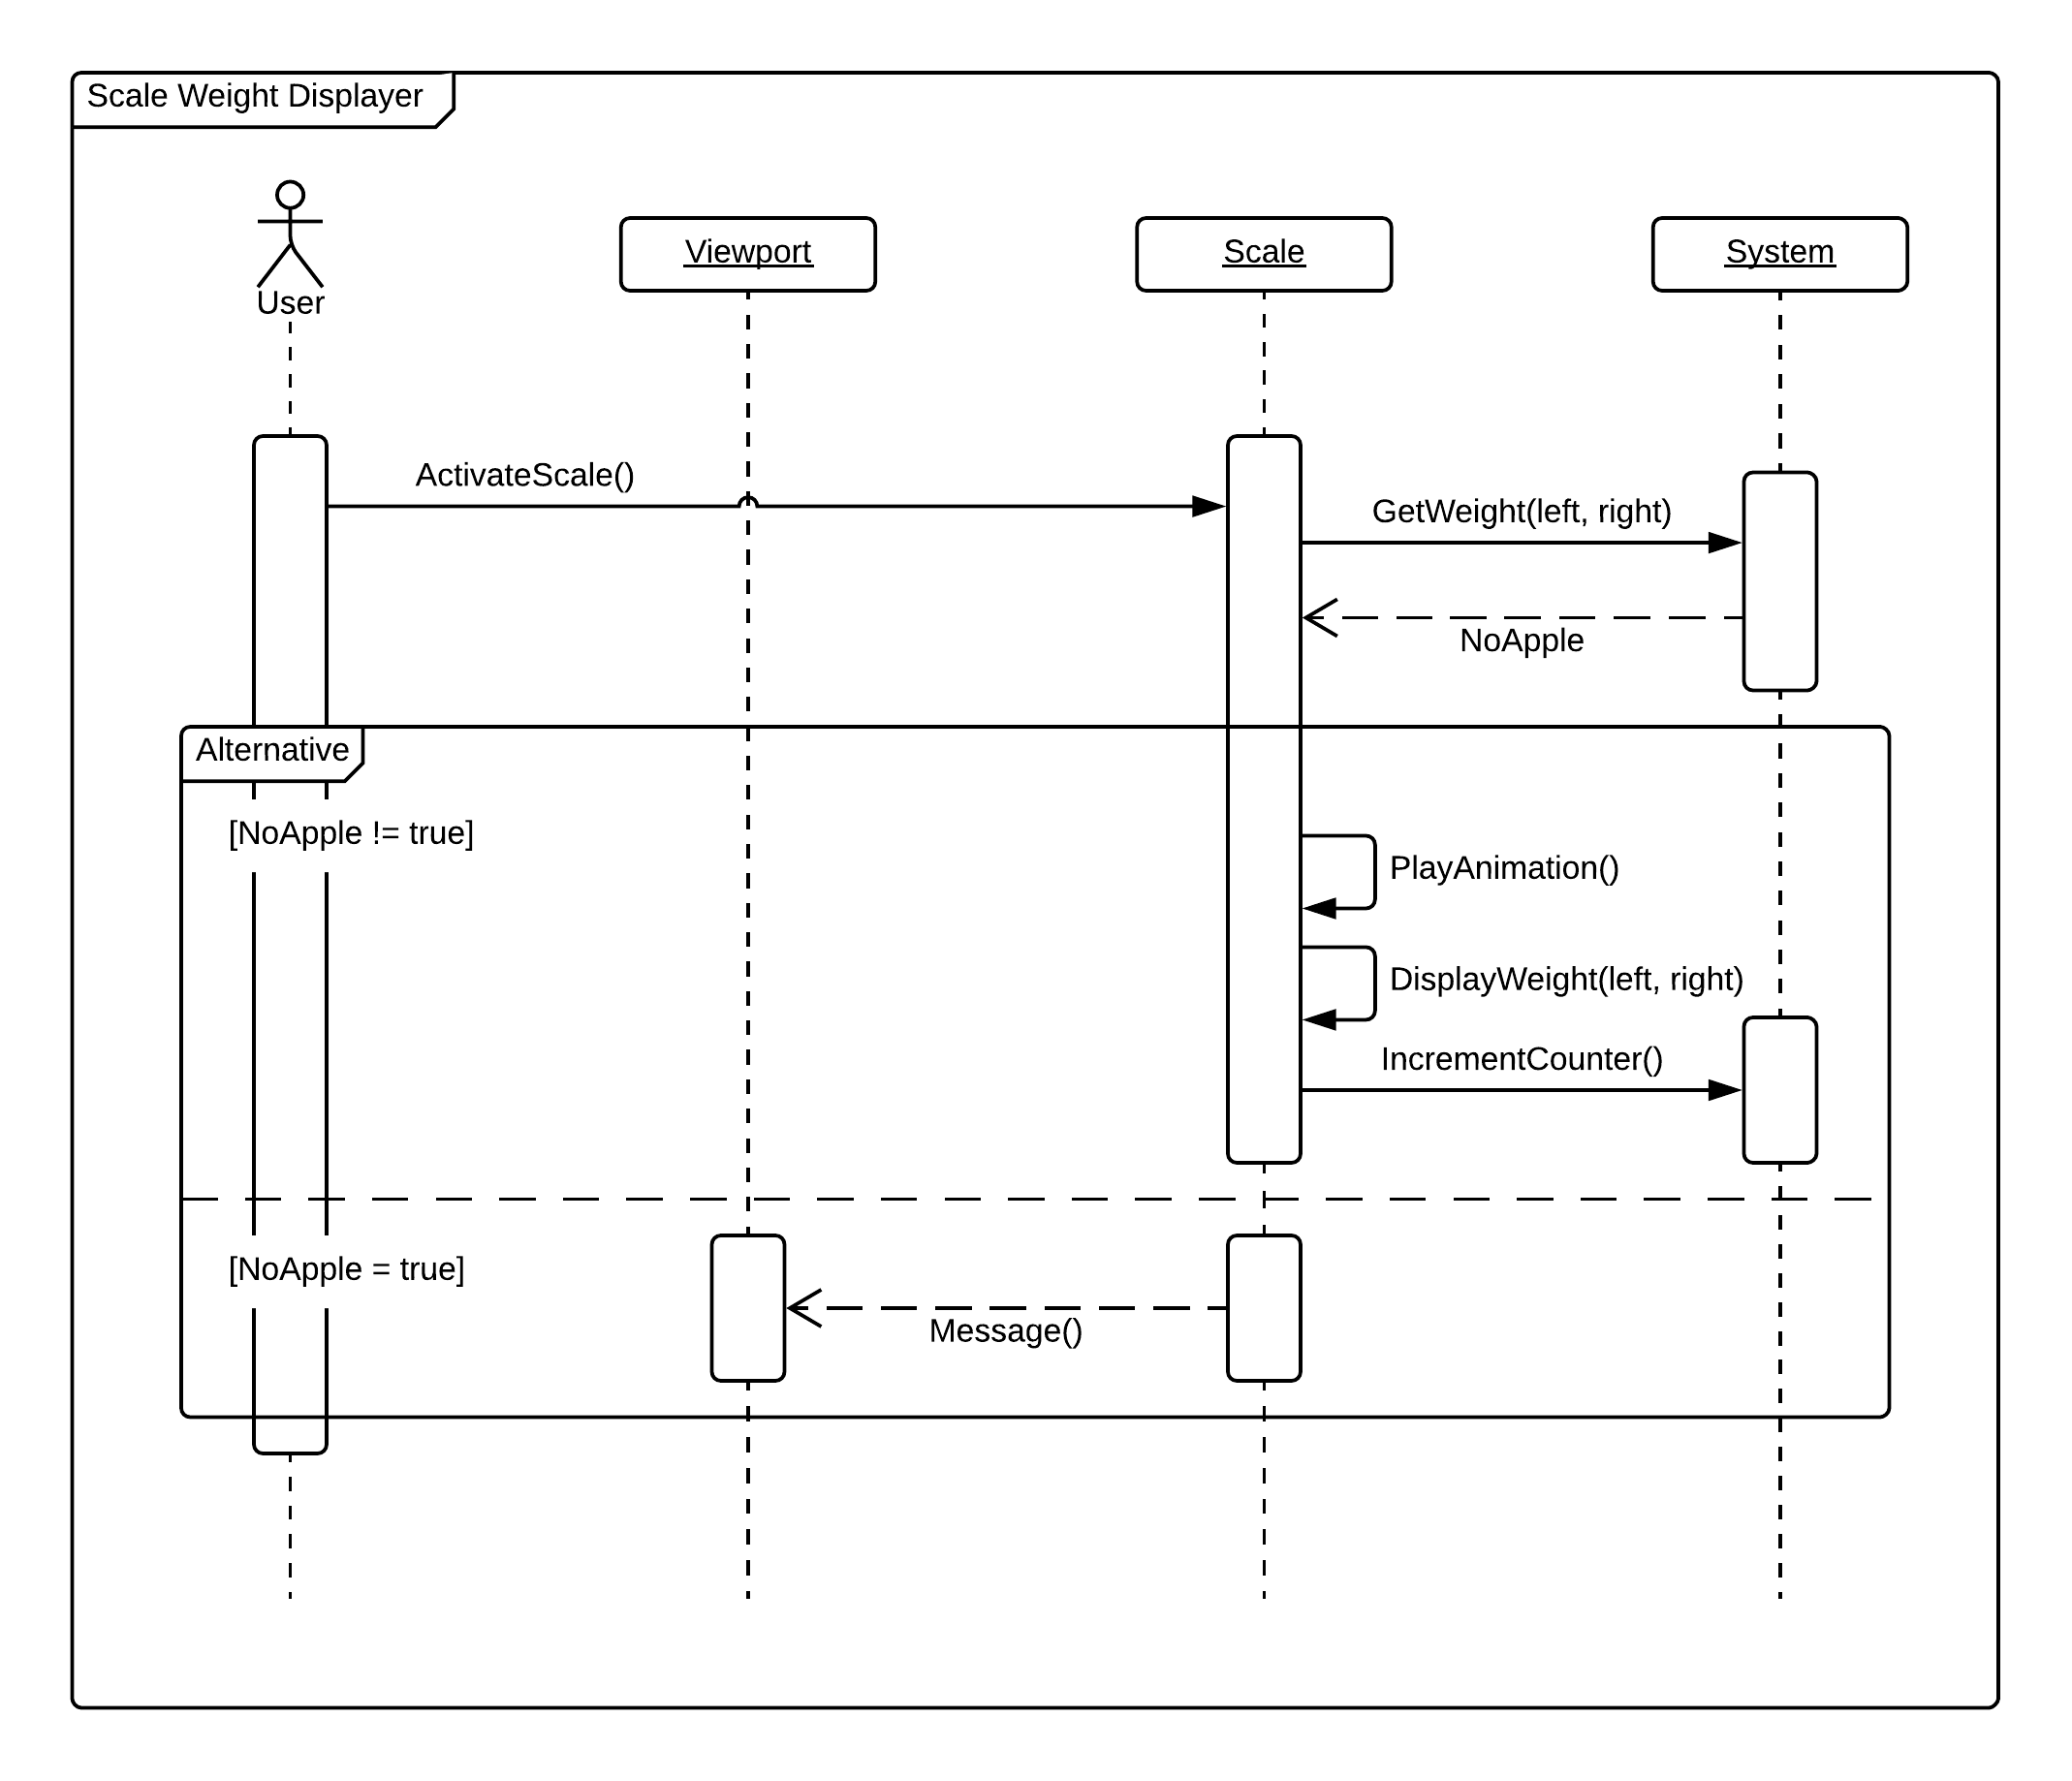 Scale Weight Displayer
User
Viewport
Scale
System
ActivateScale()
GetWeight(left, right)
NoApple
Alternative
[NoApple != true]
PlayAnimation()
DisplayWeight(left, right)
IncrementCounter()
[NoApple = true]
Message()